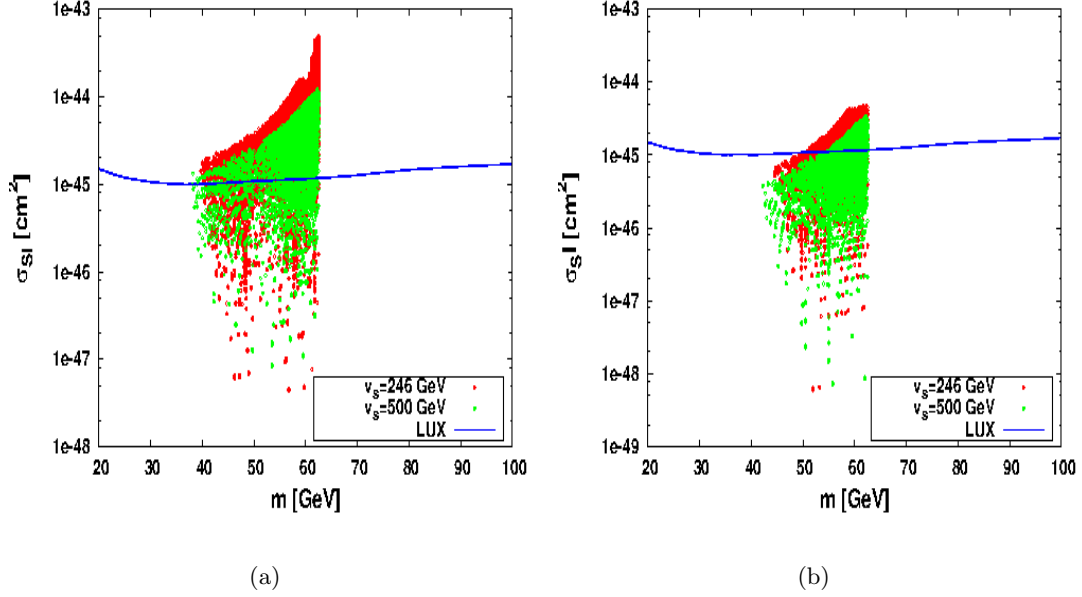 1e-43
1e-44
1e-45
1e-46
1e-47
1e-48
σSI [cm2]
20 30 40 50 60 70 80 90 100
m [GeV]
vs=246 GeV
vs=500 GeV
LUX
(a)
1e-43
1e-44
1e-45
1e-46
1e-47
1e-48
1e-49
σSI [cm2]
20 30 40 50 60 70 80 90 100
m [GeV]
vs=246 GeV
vs=500 GeV
LUX
(b)